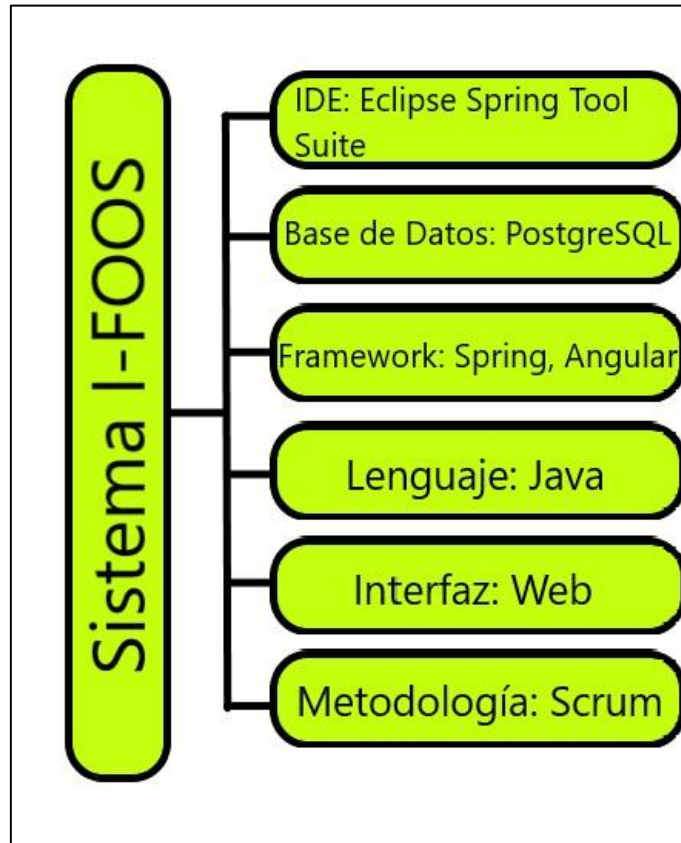 Sistema I-FOOS
IDE: Eclipse Spring Tool
Suite
Base de Datos: PostgreSQL
Framework: Spring, Angular
Lenguaje: Java
Interfaz: Web
Metodología: Scrum